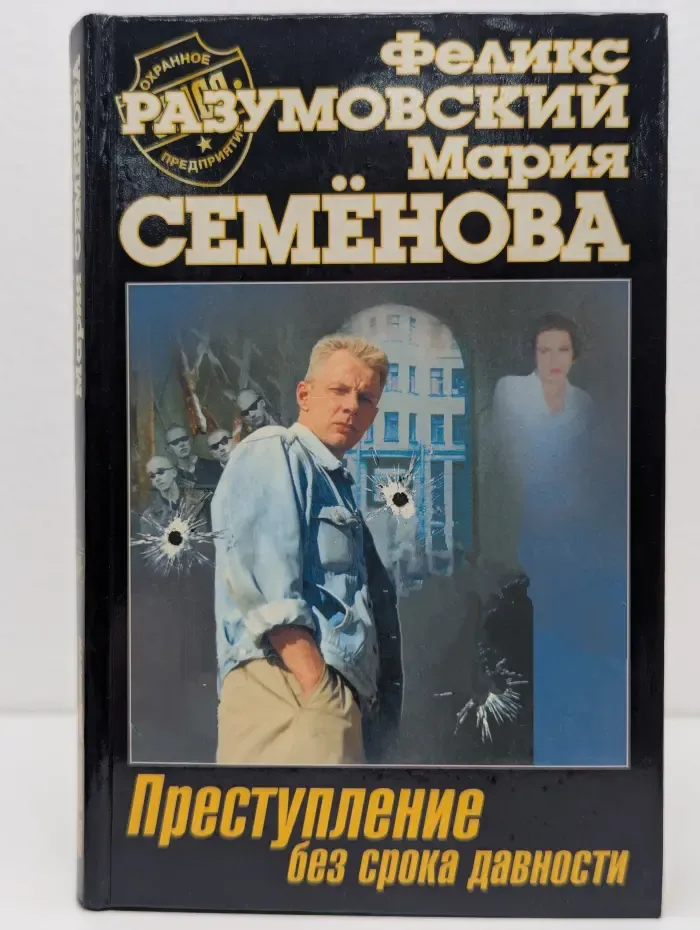 ОХРАННОЕ
ПРЕДПРИЯТИЕ
Феликс
РАЗУМОВСКИЙ
Мария
СЕМЁНОВА
Преступление
без срока давности
Мария СЕМЁНОВА